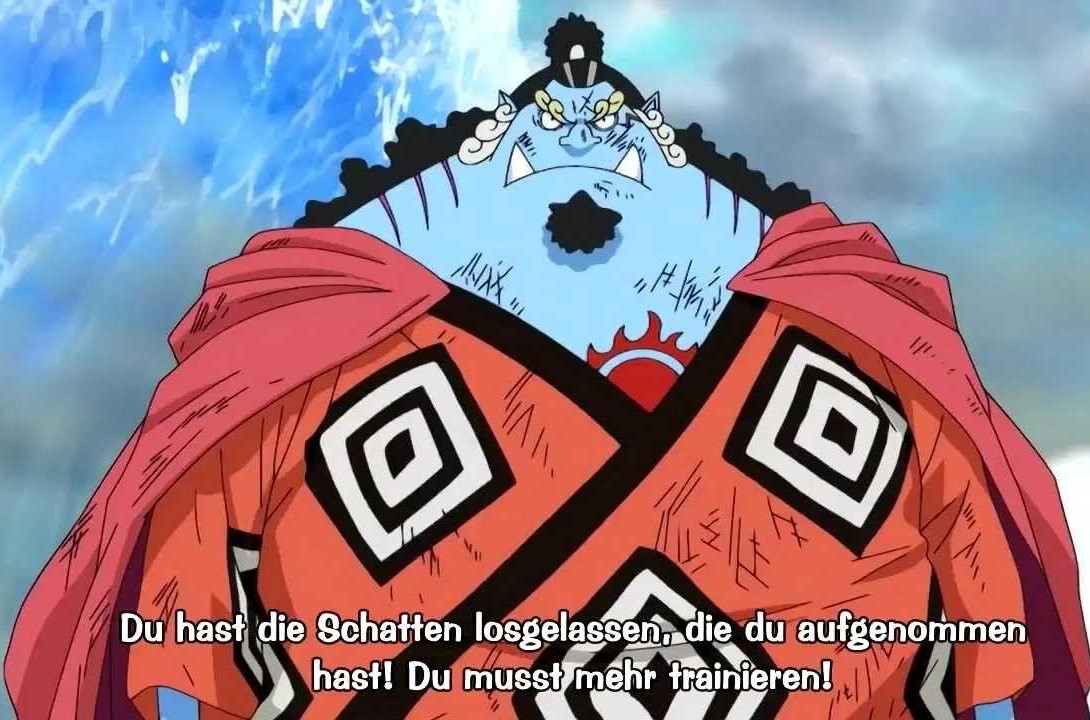 Du hast die Schatten losgelassen, die du aufgenommen
hast! Du musst mehr trainieren!